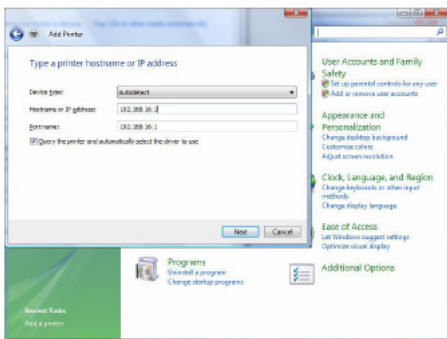 Add Printer
Type a printer hostname or IP address
Device type:
Autodetect
Hostname or IP address:
192.168.16.1
Port name:
192.168.16.1
Query the printer and automatically select the driver to use
Next
Cancel
User Accounts and Family
Safety
Set up parental controls for any user
Add or remove user accounts
Appearance and
Personalization
Change desktop background
Customize colors
Adjust screen resolution
Clock, Language, and Region
Change keyboards or other input
methods
Change display language
Ease of Access
Let Windows suggest settings
Optimize visual display
Programs
Uninstall a program
Change startup programs
Additional Options
Recent Tasks
Add a printer